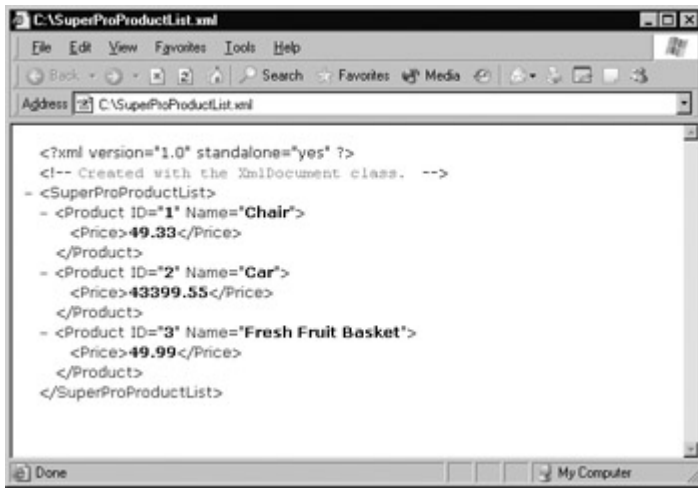 C:\SuperProProductList.xml
File Edit View Favorites Tools Help
Back Search Favorites Media
Address C:\SuperProProductList.xml
<?xml version="1.0" standalone="yes" ?>
<!-- Created with the XmlDocument class. -->
- <SuperProProductList>
- <Product ID="1" Name="Chair">
<Price>49.33</Price>
</Product>
- <Product ID="2" Name="Car">
<Price>43399.55</Price>
</Product>
- <Product ID="3" Name="Fresh Fruit Basket">
<Price>49.99</Price>
</Product>
</SuperProProductList>
Done My Computer